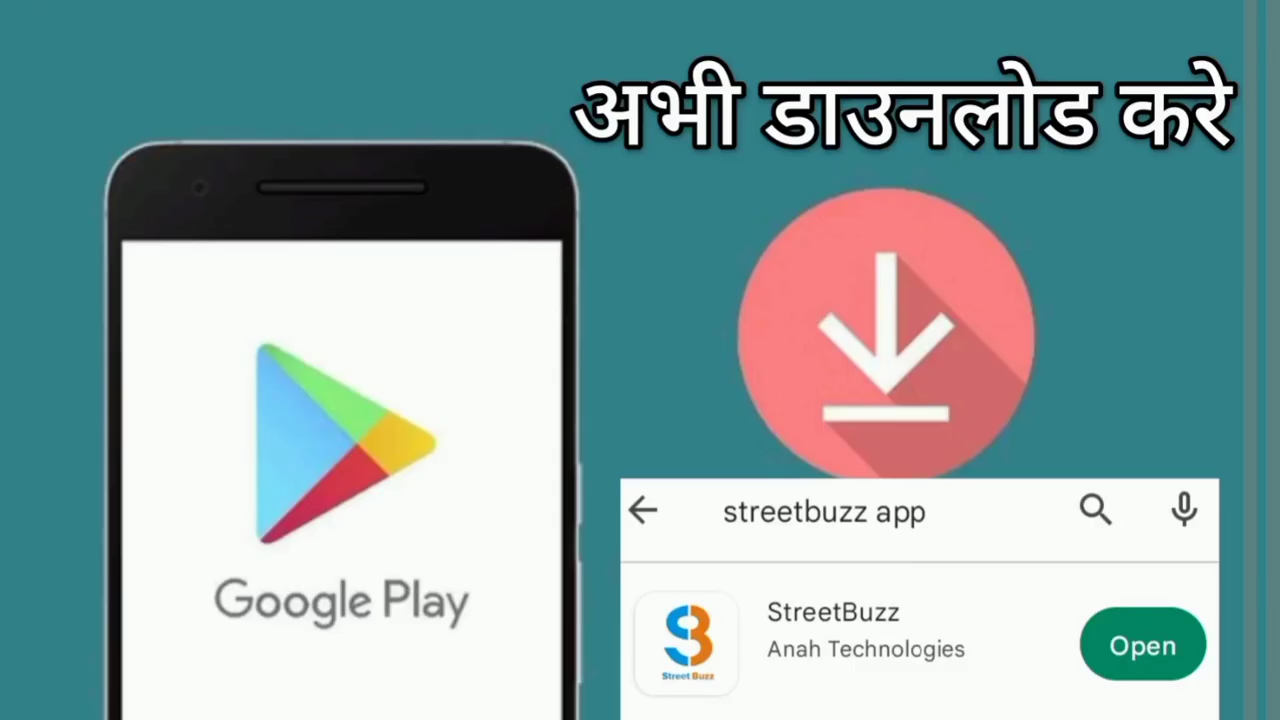 अभी डाउनलोड करे
Google Play
streetbuzz app
StreetBuzz
Anah Technologies
Open
Street Buzz